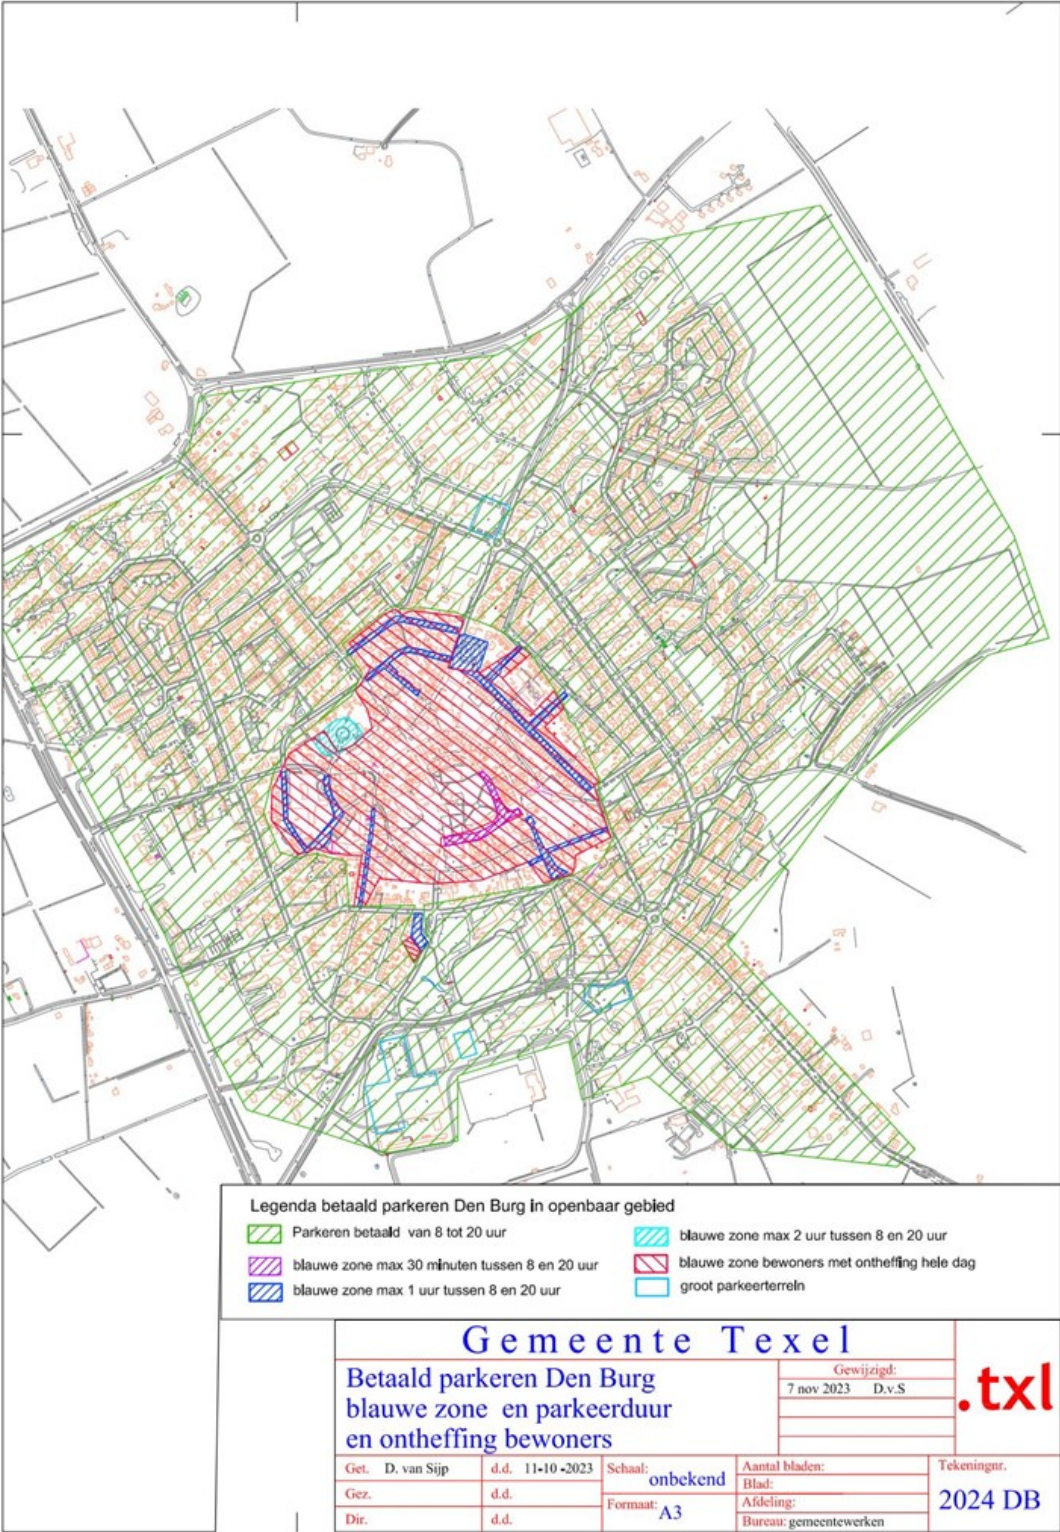 Legenda betaald parkeren Den Burg in openbaar gebied
Parkeren betaald van 8 tot 20 uur
blauwe zone max 30 minuten tussen 8 en 20 uur
blauwe zone max 1 uur tussen 8 en 20 uur
blauwe zone max 2 uur tussen 8 en 20 uur
blauwe zone bewoners met ontheffing hele dag
groot parkeerterrein
Gemeente Texel
Betaald parkeren Den Burg
blauwe zone en parkeerduur
en ontheffing bewoners
Gewijzigd:
7 nov 2023 D.v.S
.txl
Get. D. van Sijp d.d. 11-10-2023
Gez. d.d.
Dir. d.d.
Schaal: onbekend
Formaat: A3
Aantal bladen:
Blad:
Afdeling:
Bureau: gemeentewerken
Tekeningnr.
2024 DB